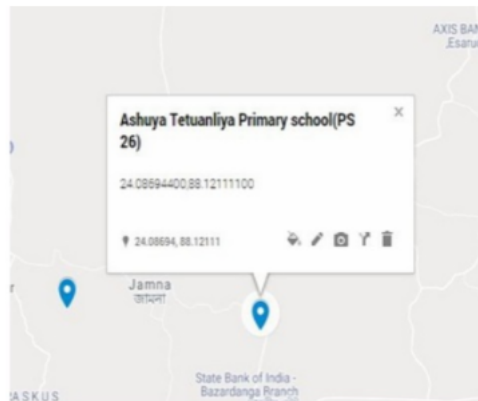 AXIS BAN
,Esarul
Ashuya Tetuanliya Primary school(PS
26)
24.08694400,88.12111100
24.08694, 88.12111
Jamna
জামনা
State Bank of India -
Bazardanga Branch
ASKUS